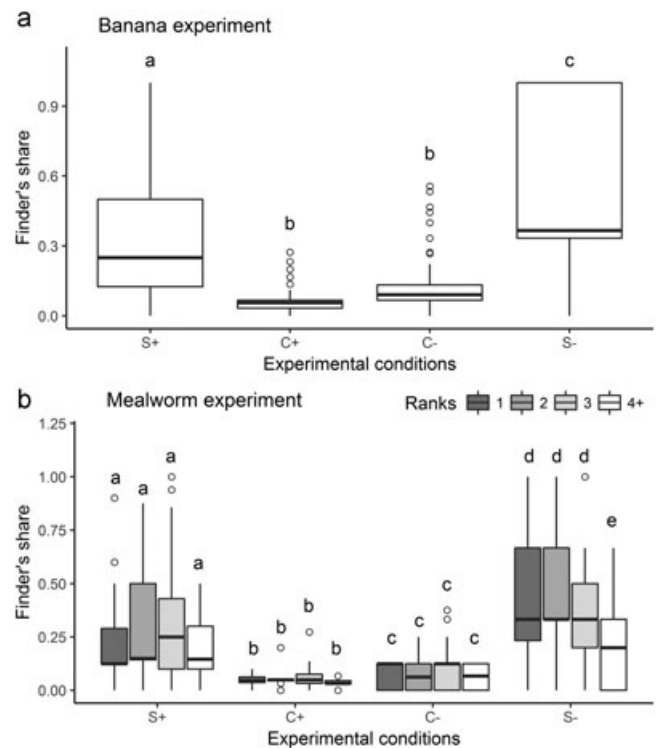 a
Banana experiment
a
c
b
b
Finder's share
0.9
0.6
0.3
0.0
S+
C+
C-
S-
Experimental conditions
b
Mealworm experiment
Ranks 1 2 3 4+
1.25
1.00
0.75
0.50
0.25
0.00
Finder's share
a a a a
b b b b
c c c c
d d d e
S+
C+
C-
S-
Experimental conditions